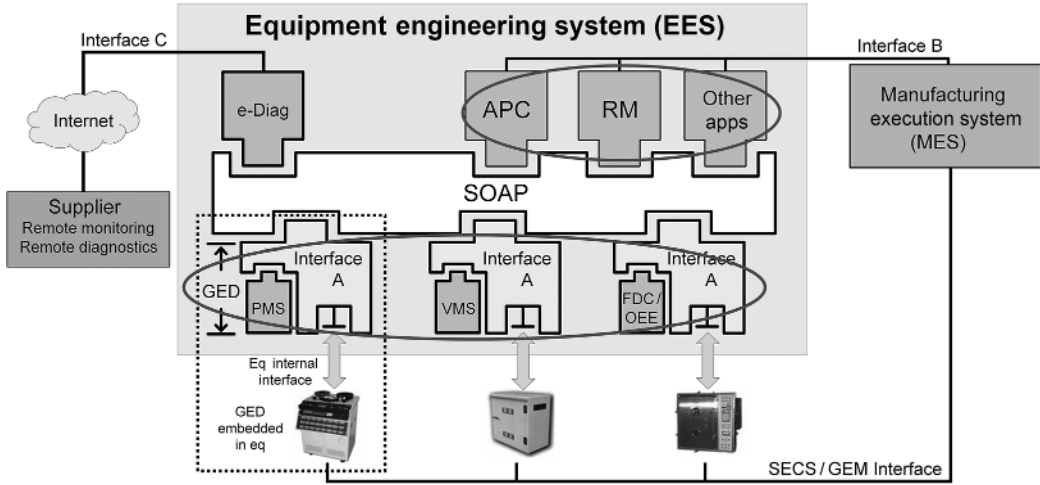 Equipment engineering system (EES)
Interface C
Interface B
e-Diag
APC
RM
Other
apps
Manufacturing
execution system
(MES)
Internet
SOAP
Supplier
Remote monitoring
Remote diagnostics
GED
Interface
A
PMS
Interface
A
VMS
Interface
A
FDC /
OEE
Eq internal
interface
GED
embedded
in eq
SECS / GEM Interface